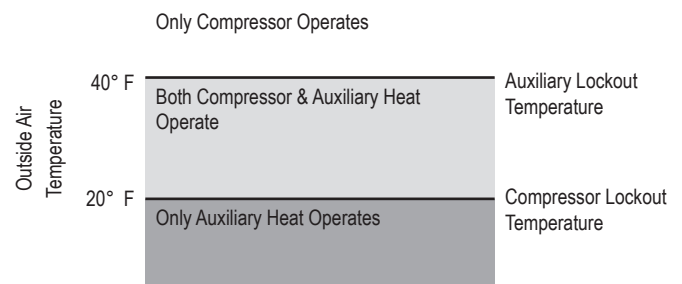 Only Compressor Operates
40° F
Auxiliary Lockout
Temperature
Both Compressor & Auxiliary Heat
Operate
Outside Air
Temperature
20° F
Compressor Lockout
Temperature
Only Auxiliary Heat Operates